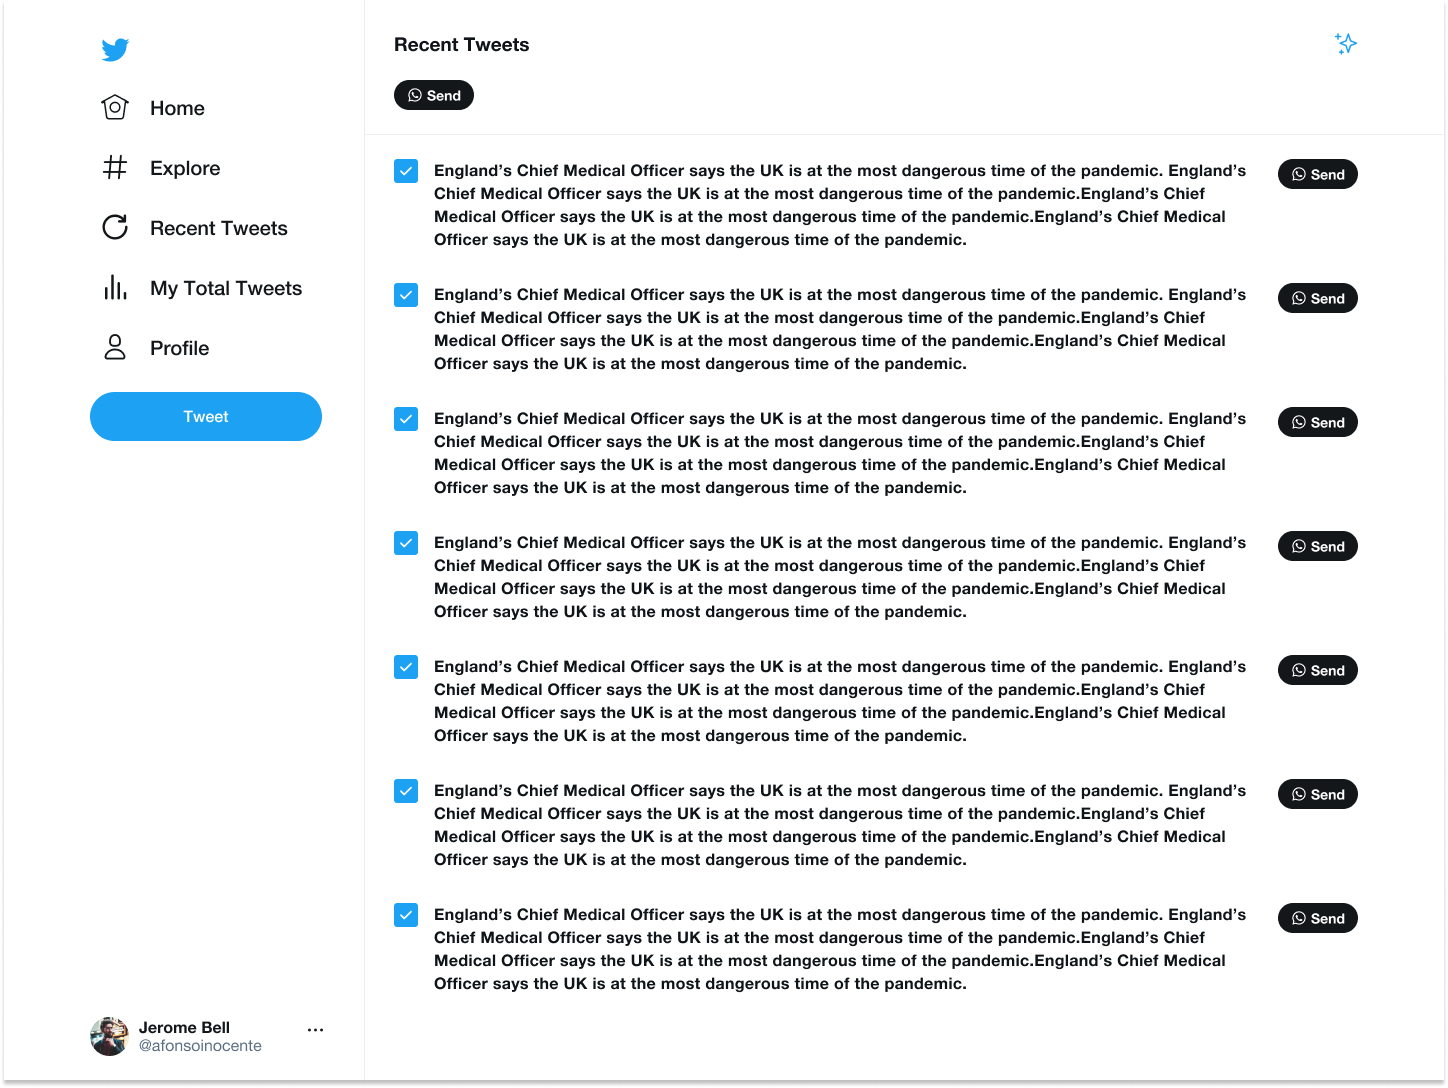 Home
Explore
Recent Tweets
My Total Tweets
Profile
Tweet
Jerome Bell
@afonsoinocente
Recent Tweets
Send
England’s Chief Medical Officer says the UK is at the most dangerous time of the pandemic. England’s
Chief Medical Officer says the UK is at the most dangerous time of the pandemic.England’s Chief
Medical Officer says the UK is at the most dangerous time of the pandemic.England’s Chief Medical
Officer says the UK is at the most dangerous time of the pandemic.
Send
England’s Chief Medical Officer says the UK is at the most dangerous time of the pandemic. England’s
Chief Medical Officer says the UK is at the most dangerous time of the pandemic.England’s Chief
Medical Officer says the UK is at the most dangerous time of the pandemic.England’s Chief Medical
Officer says the UK is at the most dangerous time of the pandemic.
Send
England’s Chief Medical Officer says the UK is at the most dangerous time of the pandemic. England’s
Chief Medical Officer says the UK is at the most dangerous time of the pandemic.England’s Chief
Medical Officer says the UK is at the most dangerous time of the pandemic.England’s Chief Medical
Officer says the UK is at the most dangerous time of the pandemic.
Send
England’s Chief Medical Officer says the UK is at the most dangerous time of the pandemic. England’s
Chief Medical Officer says the UK is at the most dangerous time of the pandemic.England’s Chief
Medical Officer says the UK is at the most dangerous time of the pandemic.England’s Chief Medical
Officer says the UK is at the most dangerous time of the pandemic.
Send
England’s Chief Medical Officer says the UK is at the most dangerous time of the pandemic. England’s
Chief Medical Officer says the UK is at the most dangerous time of the pandemic.England’s Chief
Medical Officer says the UK is at the most dangerous time of the pandemic.England’s Chief Medical
Officer says the UK is at the most dangerous time of the pandemic.
Send
England’s Chief Medical Officer says the UK is at the most dangerous time of the pandemic. England’s
Chief Medical Officer says the UK is at the most dangerous time of the pandemic.England’s Chief
Medical Officer says the UK is at the most dangerous time of the pandemic.England’s Chief Medical
Officer says the UK is at the most dangerous time of the pandemic.
Send
England’s Chief Medical Officer says the UK is at the most dangerous time of the pandemic. England’s
Chief Medical Officer says the UK is at the most dangerous time of the pandemic.England’s Chief
Medical Officer says the UK is at the most dangerous time of the pandemic.England’s Chief Medical
Officer says the UK is at the most dangerous time of the pandemic.
Send